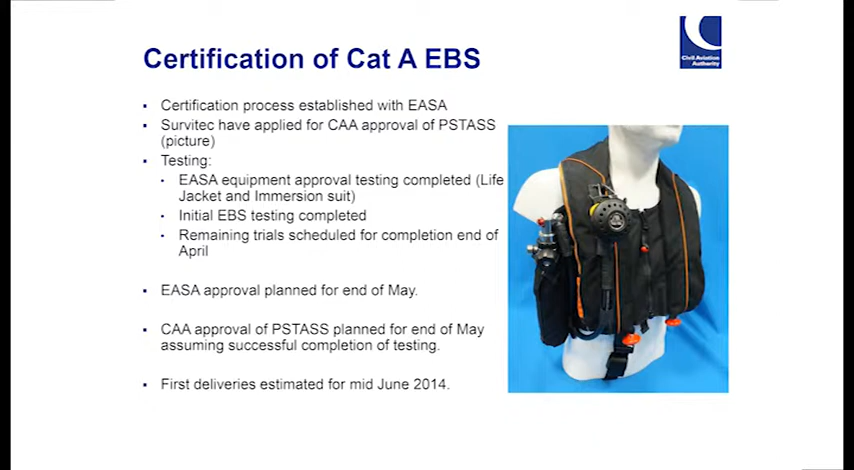 Certification of Cat A EBS
Civil Aviation
Authority
▪ Certification process established with EASA
▪ Survitec have applied for CAA approval of PSTASS
(picture)
▪ Testing:
▪ EASA equipment approval testing completed (Life
Jacket and Immersion suit)
▪ Initial EBS testing completed
▪ Remaining trials scheduled for completion end of
April
▪ EASA approval planned for end of May.
▪ CAA approval of PSTASS planned for end of May
assuming successful completion of testing.
▪ First deliveries estimated for mid June 2014.